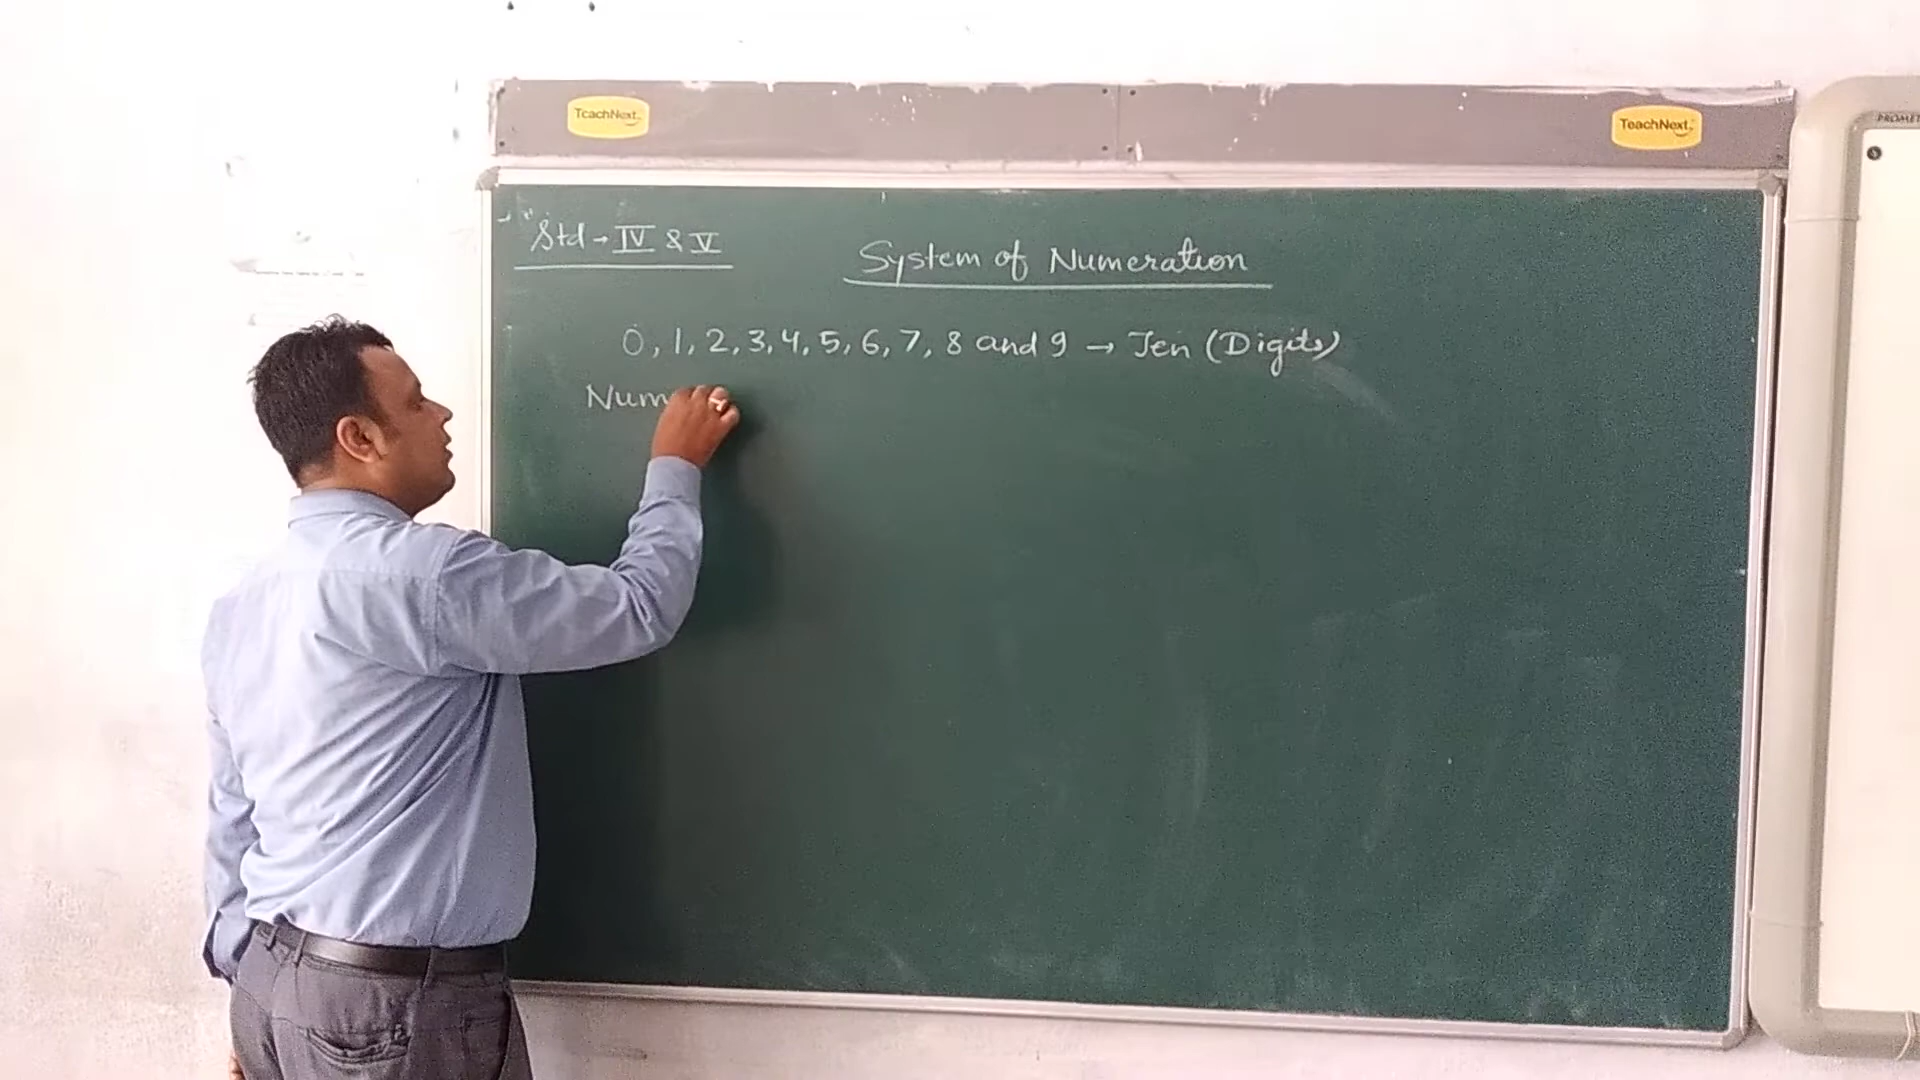 TeachNext
TeachNext
PROMET
Std → IV & V
System of Numeration
0, 1, 2, 3, 4, 5, 6, 7, 8 and 9 → Ten (Digits)
Num